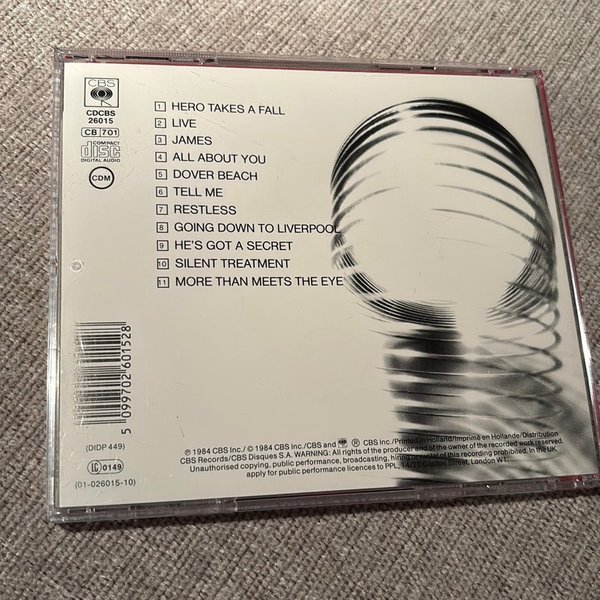 CBS
CDCBS
26015
CB 701
COMPACT
disc
DIGITAL AUDIO
CDM
1 HERO TAKES A FALL
2 LIVE
3 JAMES
4 ALL ABOUT YOU
5 DOVER BEACH
6 TELL ME
7 RESTLESS
8 GOING DOWN TO LIVERPOOL
9 HE'S GOT A SECRET
10 SILENT TREATMENT
11 MORE THAN MEETS THE EYE
5 099702 601528
(DIDP 449)
LC 0149
(01-026015-10)
℗ 1984 CBS Inc./ © 1984 CBS Inc./CBS and ℗ CBS Inc./Printed in Holland/Imprimé en Hollande/Distribution
CBS Records/CBS Disques S.A. WARNING: All rights of the producer and of the owner of the recorded work reserved.
Unauthorised copying, public performance, broadcasting, hiring or rental of this recording prohibited. In the UK
apply for public performance licences to PPL, Street, London W1.